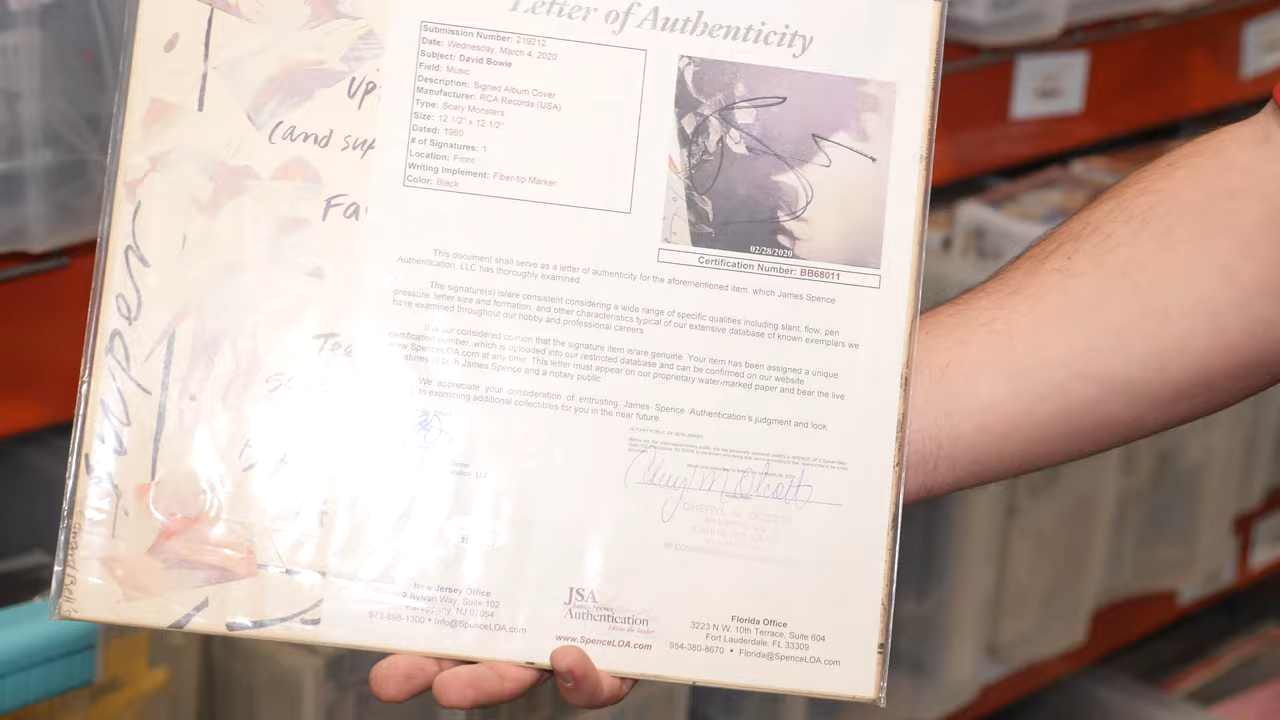 Letter of Authenticity
Submission Number: 219212
Date: Wednesday, March 4, 2020
Subject: David Bowie
Field: Music
Description: Signed Album Cover
Manufacturer: RCA Records (USA)
Type: Scary Monsters
Size: 12 1/2" x 12 1/2"
Dated: 1980
# of Signatures: 1
Location: Front
Writing Implement: Fiber-tip Marker
Color: Black
02/28/2020
Certification Number: BB68011
up
(and sup
Fa
Tea
super
This document shall serve as a letter of authenticity for the aforementioned item, which James Spence
Authentication, LLC has thoroughly examined.
The signature(s) is/are consistent considering a wide range of specific qualities including slant, flow, pen
pressure, letter size and formation, and other characteristics typical of our extensive database of known exemplars we
have examined throughout our hobby and professional careers.
It is our considered opinion that the signature item is/are genuine. Your item has been assigned a unique
certification number, which is uploaded into our restricted database and can be confirmed on our website
www.SpenceLOA.com at any time. This letter must appear on our proprietary water-marked paper and bear the live
of both James Spence and a notary public.
We appreciate your consideration of entrusting James Spence Authentication's judgment and look
to examining additional collectibles for you in the near future.
NOTARY PUBLIC OF NEW JERSEY
New Jersey Office
Sylvan Way, Suite 102
Parsippany, NJ 07054
973-898-1300 • Info@SpenceLOA.com
JSA
James Spence
Authentication
www.SpenceLOA.com
Florida Office
3223 N.W. 10th Terrace, Suite 604
Fort Lauderdale, FL 33309
954-380-8670 • Florida@SpenceLOA.com